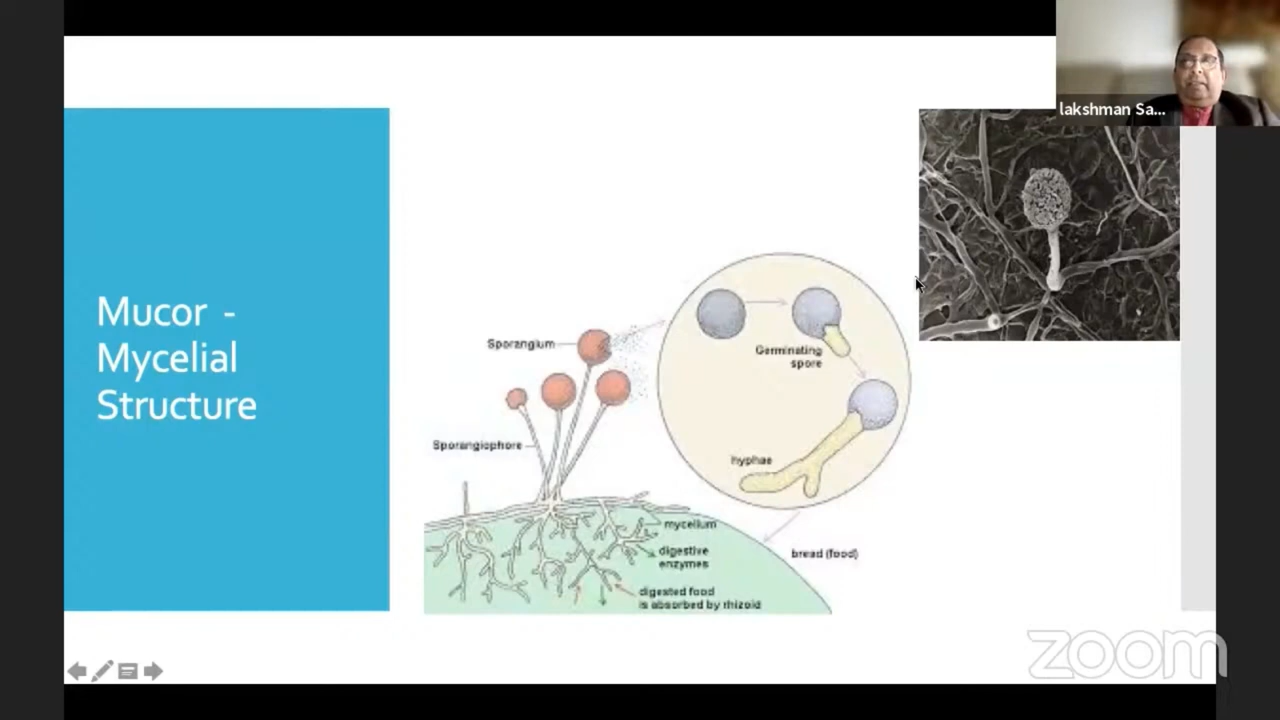 lakshman Sa...
Mucor -
Mycelial
Structure
Sporangium
Sporangiophore
Germinating
spore
hyphae
mycelium
digestive
enzymes
bread (food)
digested food
is absorbed by rhizoid
zoom